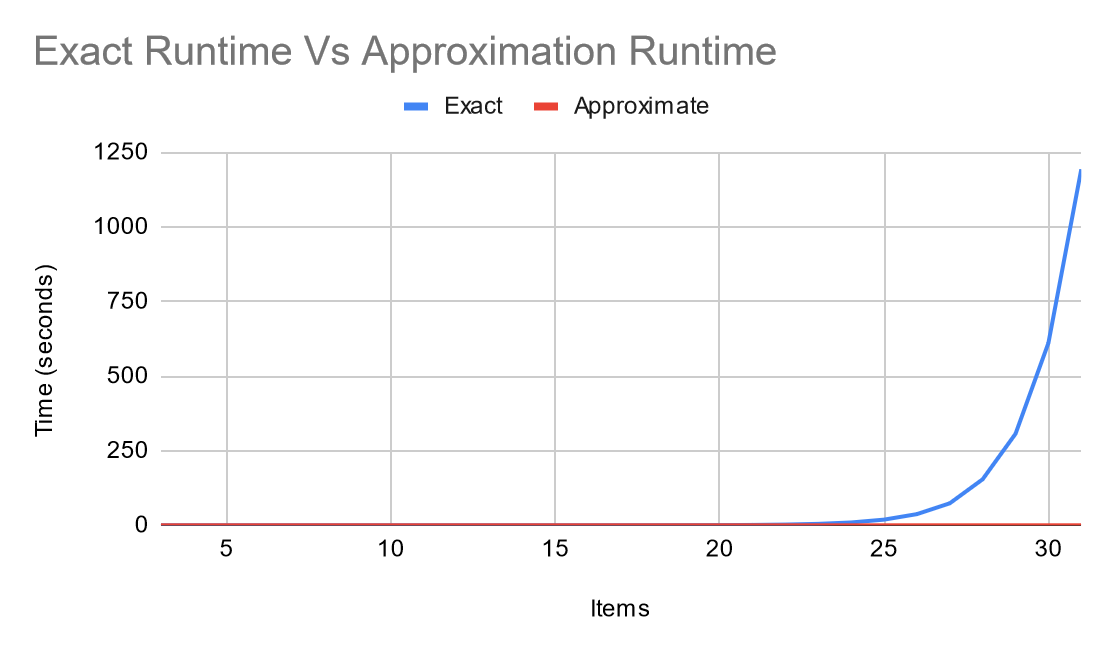 Exact Runtime Vs Approximation Runtime
Exact Approximate
1250
1000
750
500
250
0
Time (seconds)
5 10 15 20 25 30
Items